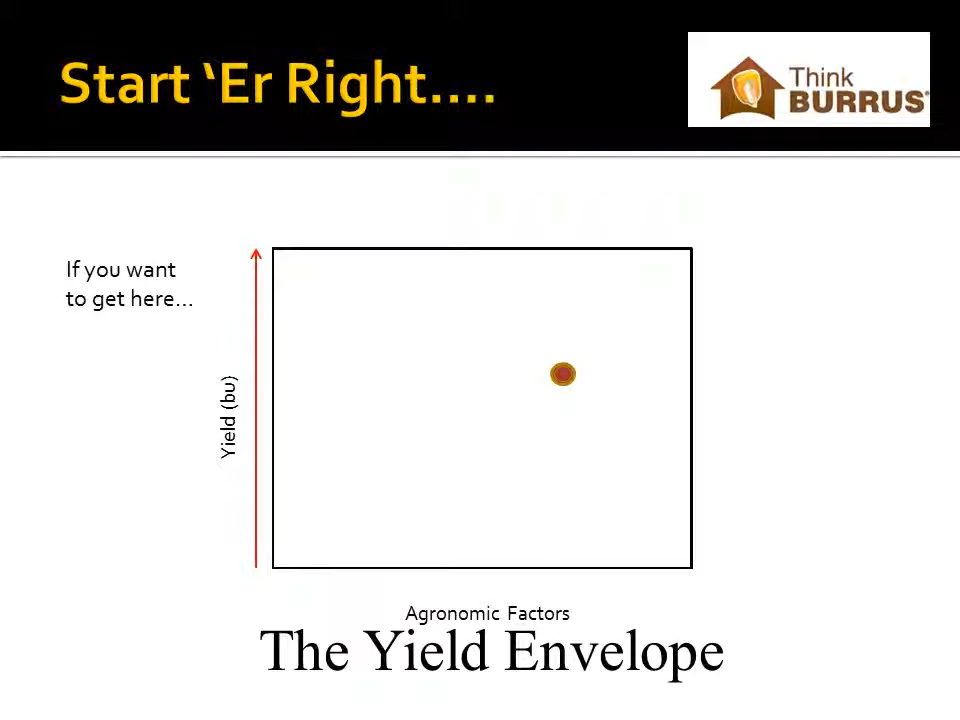 Start ‘Er Right....
Think
BURRUS®
If you want
to get here...
Yield (bu)
Agronomic Factors
The Yield Envelope